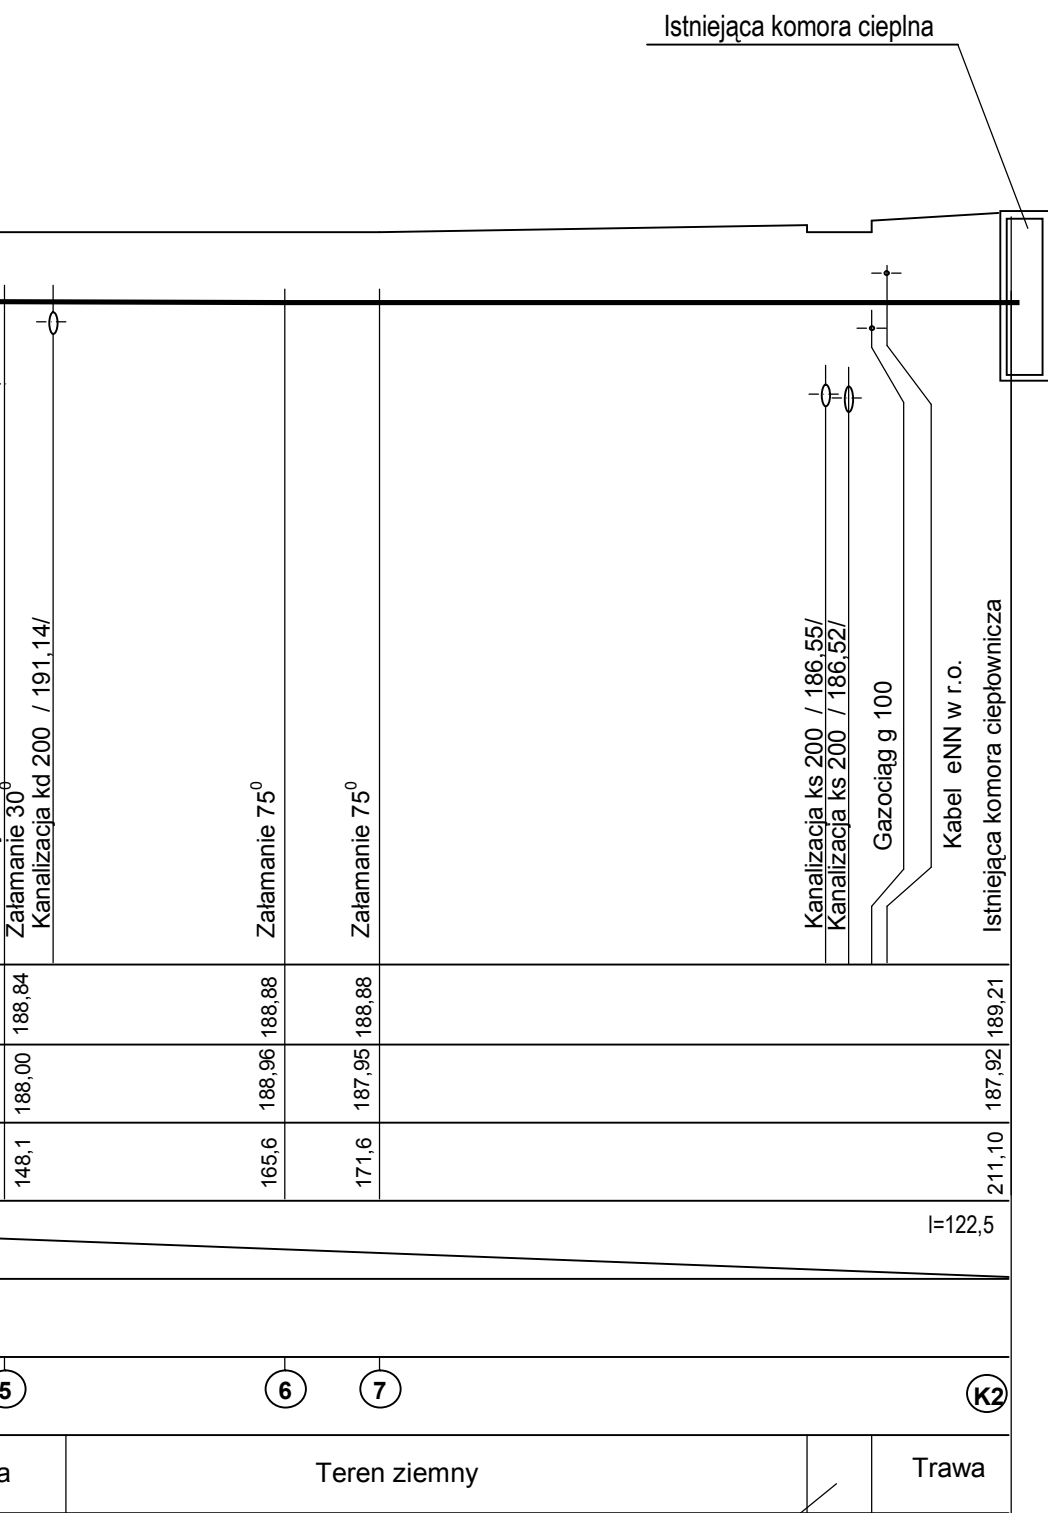 Istniejąca komora cieplna
Załamanie 30⁰
Kanalizacja kd 200 / 191,14/
Załamanie 75⁰
Załamanie 75⁰
Kanalizacja ks 200 / 186,55/
Kanalizacja ks 200 / 186,52/
Gazociąg g 100
Kabel eNN w r.o.
Istniejąca komora ciepłownicza
188,84 188,88 188,88 189,21
188,00 188,96 187,95 187,92
148,1 165,6 171,6 211,10
l=122,5
5 6 7 K2
a Teren ziemny Trawa